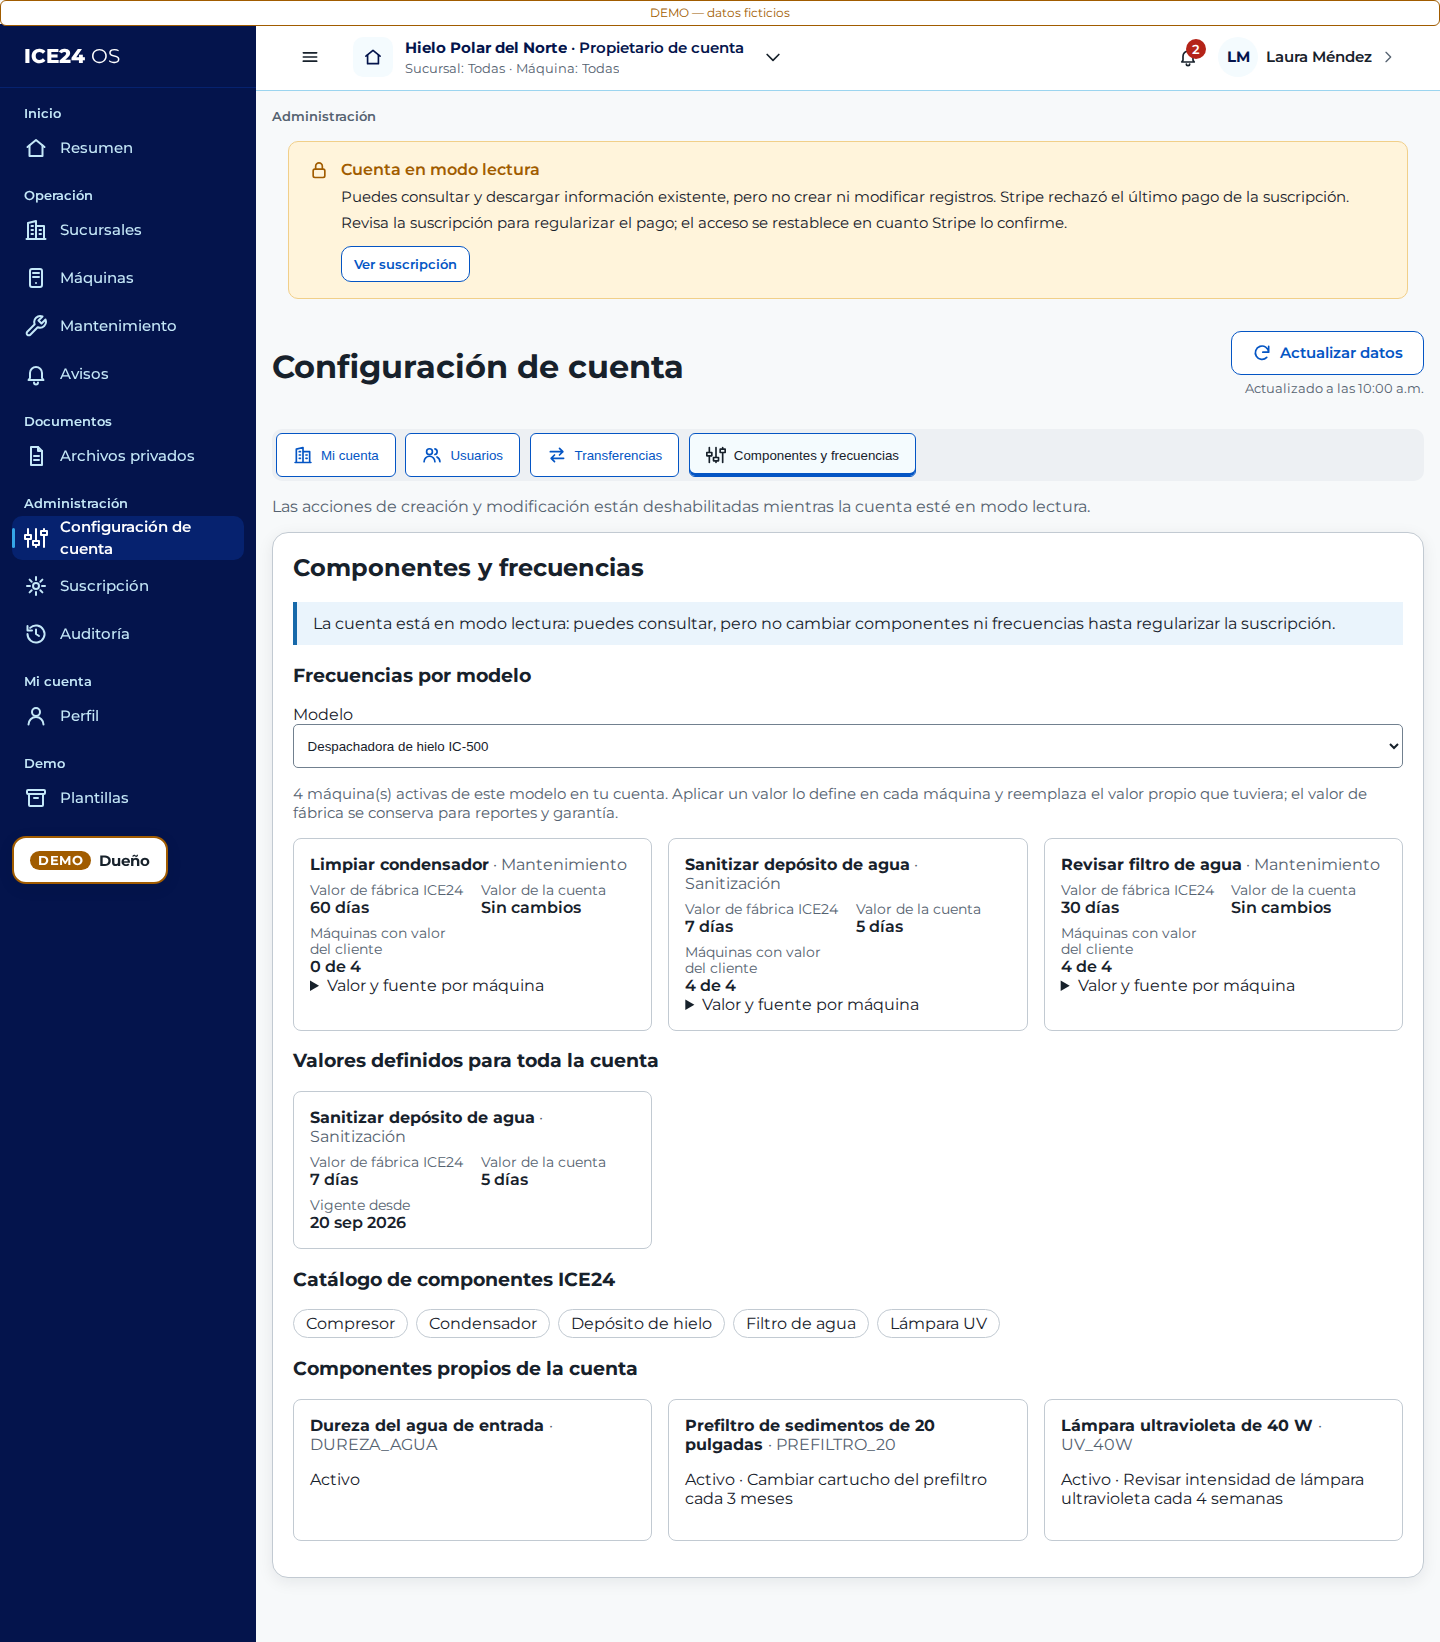 DEMO — datos ficticios
ICE24 OS
Inicio
Resumen
Operación
Sucursales
Máquinas
Mantenimiento
Avisos
Documentos
Archivos privados
Administración
Configuración de
cuenta
Suscripción
Auditoría
Mi cuenta
Perfil
Demo
Plantillas
DEMO Dueño
Hielo Polar del Norte · Propietario de cuenta
Sucursal: Todas · Máquina: Todas
2
LM Laura Méndez
Administración
Cuenta en modo lectura
Puedes consultar y descargar información existente, pero no crear ni modificar registros. Stripe rechazó el último pago de la suscripción.
Revisa la suscripción para regularizar el pago; el acceso se restablece en cuanto Stripe lo confirme.
Ver suscripción
Configuración de cuenta
Actualizar datos
Actualizado a las 10:00 a.m.
Mi cuenta
Usuarios
Transferencias
Componentes y frecuencias
Las acciones de creación y modificación están deshabilitadas mientras la cuenta esté en modo lectura.
Componentes y frecuencias
La cuenta está en modo lectura: puedes consultar, pero no cambiar componentes ni frecuencias hasta regularizar la suscripción.
Frecuencias por modelo
Modelo
Despachadora de hielo IC-500
4 máquina(s) activas de este modelo en tu cuenta. Aplicar un valor lo define en cada máquina y reemplaza el valor propio que tuviera; el valor de
fábrica se conserva para reportes y garantía.
Limpiar condensador · Mantenimiento
Valor de fábrica ICE24 Valor de la cuenta
60 días Sin cambios
Máquinas con valor
del cliente
0 de 4
Valor y fuente por máquina
Sanitizar depósito de agua ·
Sanitización
Valor de fábrica ICE24 Valor de la cuenta
7 días 5 días
Máquinas con valor
del cliente
4 de 4
Valor y fuente por máquina
Revisar filtro de agua · Mantenimiento
Valor de fábrica ICE24 Valor de la cuenta
30 días Sin cambios
Máquinas con valor
del cliente
4 de 4
Valor y fuente por máquina
Valores definidos para toda la cuenta
Sanitizar depósito de agua ·
Sanitización
Valor de fábrica ICE24 Valor de la cuenta
7 días 5 días
Vigente desde
20 sep 2026
Catálogo de componentes ICE24
Compresor
Condensador
Depósito de hielo
Filtro de agua
Lámpara UV
Componentes propios de la cuenta
Dureza del agua de entrada ·
DUREZA_AGUA
Activo
Prefiltro de sedimentos de 20
pulgadas · PREFILTRO_20
Activo · Cambiar cartucho del prefiltro
cada 3 meses
Lámpara ultravioleta de 40 W ·
UV_40W
Activo · Revisar intensidad de lámpara
ultravioleta cada 4 semanas